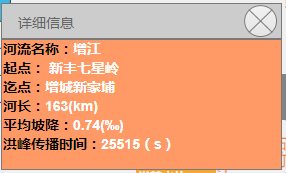 详细信息
河流名称：增江
起点： 新丰七星岭
迄点：增城新家埔
河长：163(km)
平均坡降：0.74(‰)
洪峰传播时间：25515（s）